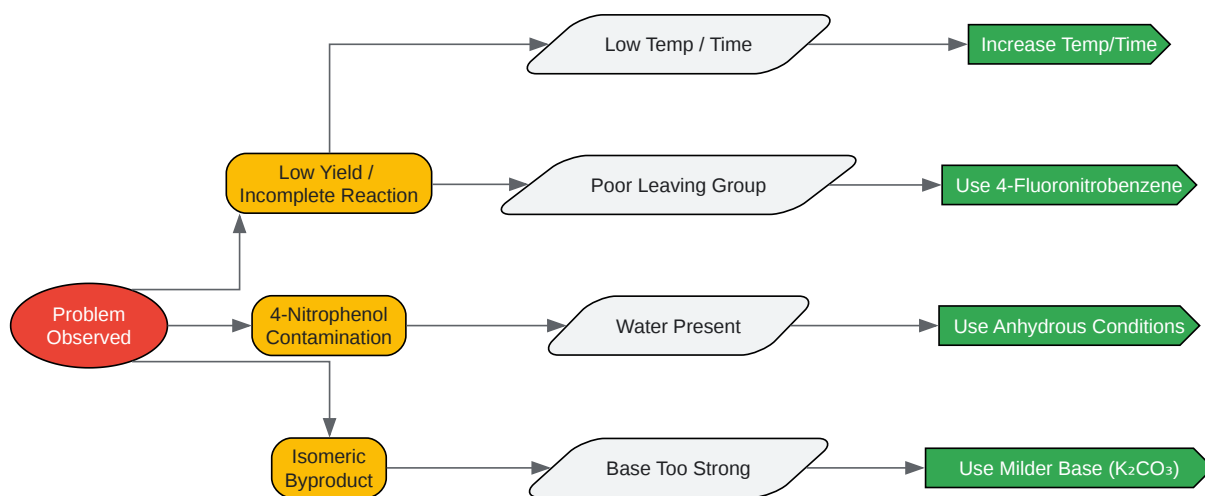 Low Temp / Time
Increase Temp/Time
Low Yield /
Incomplete Reaction
Poor Leaving Group
Use 4-Fluoronitrobenzene
Problem
Observed
4-Nitrophenol
Contamination
Water Present
Use Anhydrous Conditions
Isomeric
Byproduct
Base Too Strong
Use Milder Base (K₂CO₃)